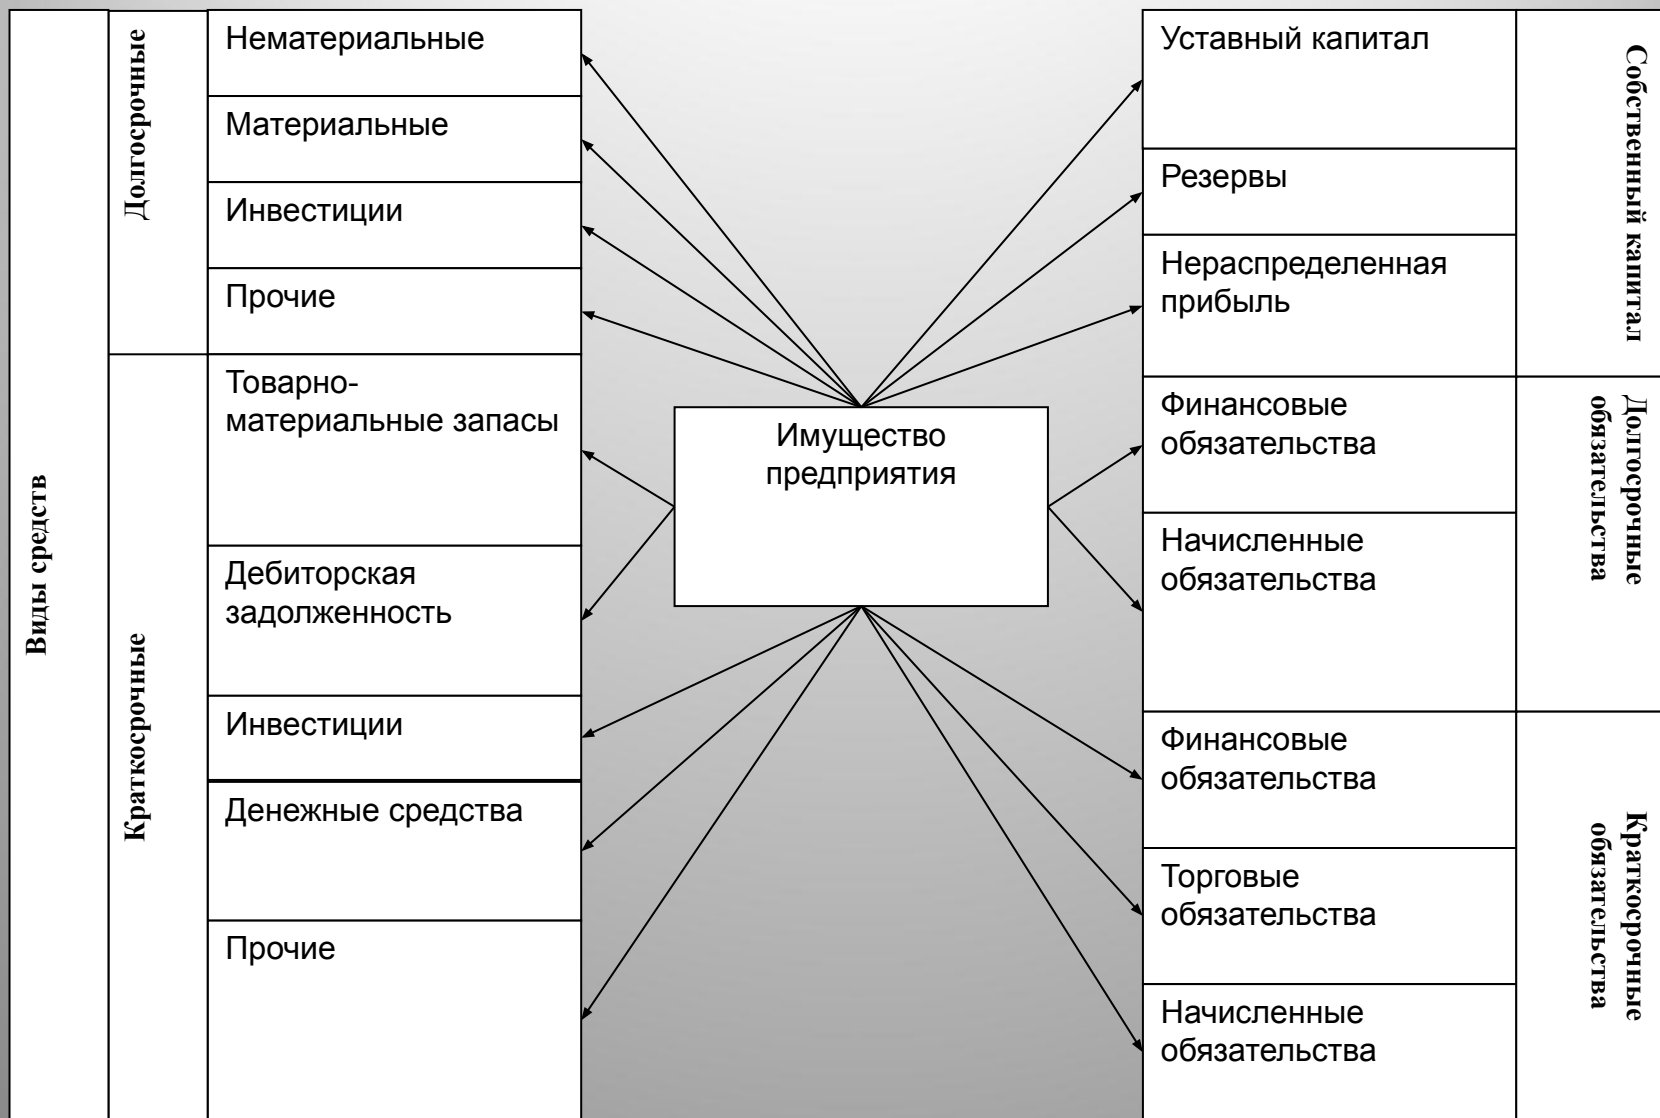 Виды средств
Долгосрочные
Нематериальные
Материальные
Инвестиции
Прочие
Краткосрочные
Товарно-
материальные запасы
Дебиторская
задолженность
Инвестиции
Денежные средства
Прочие
Имущество
предприятия
Уставный капитал
Резервы
Нераспределенная
прибыль
Собственный капитал
Финансовые
обязательства
Начисленные
обязательства
Долгосрочные
обязательства
Финансовые
обязательства
Торговые
обязательства
Начисленные
обязательства
Краткосрочные
обязательства